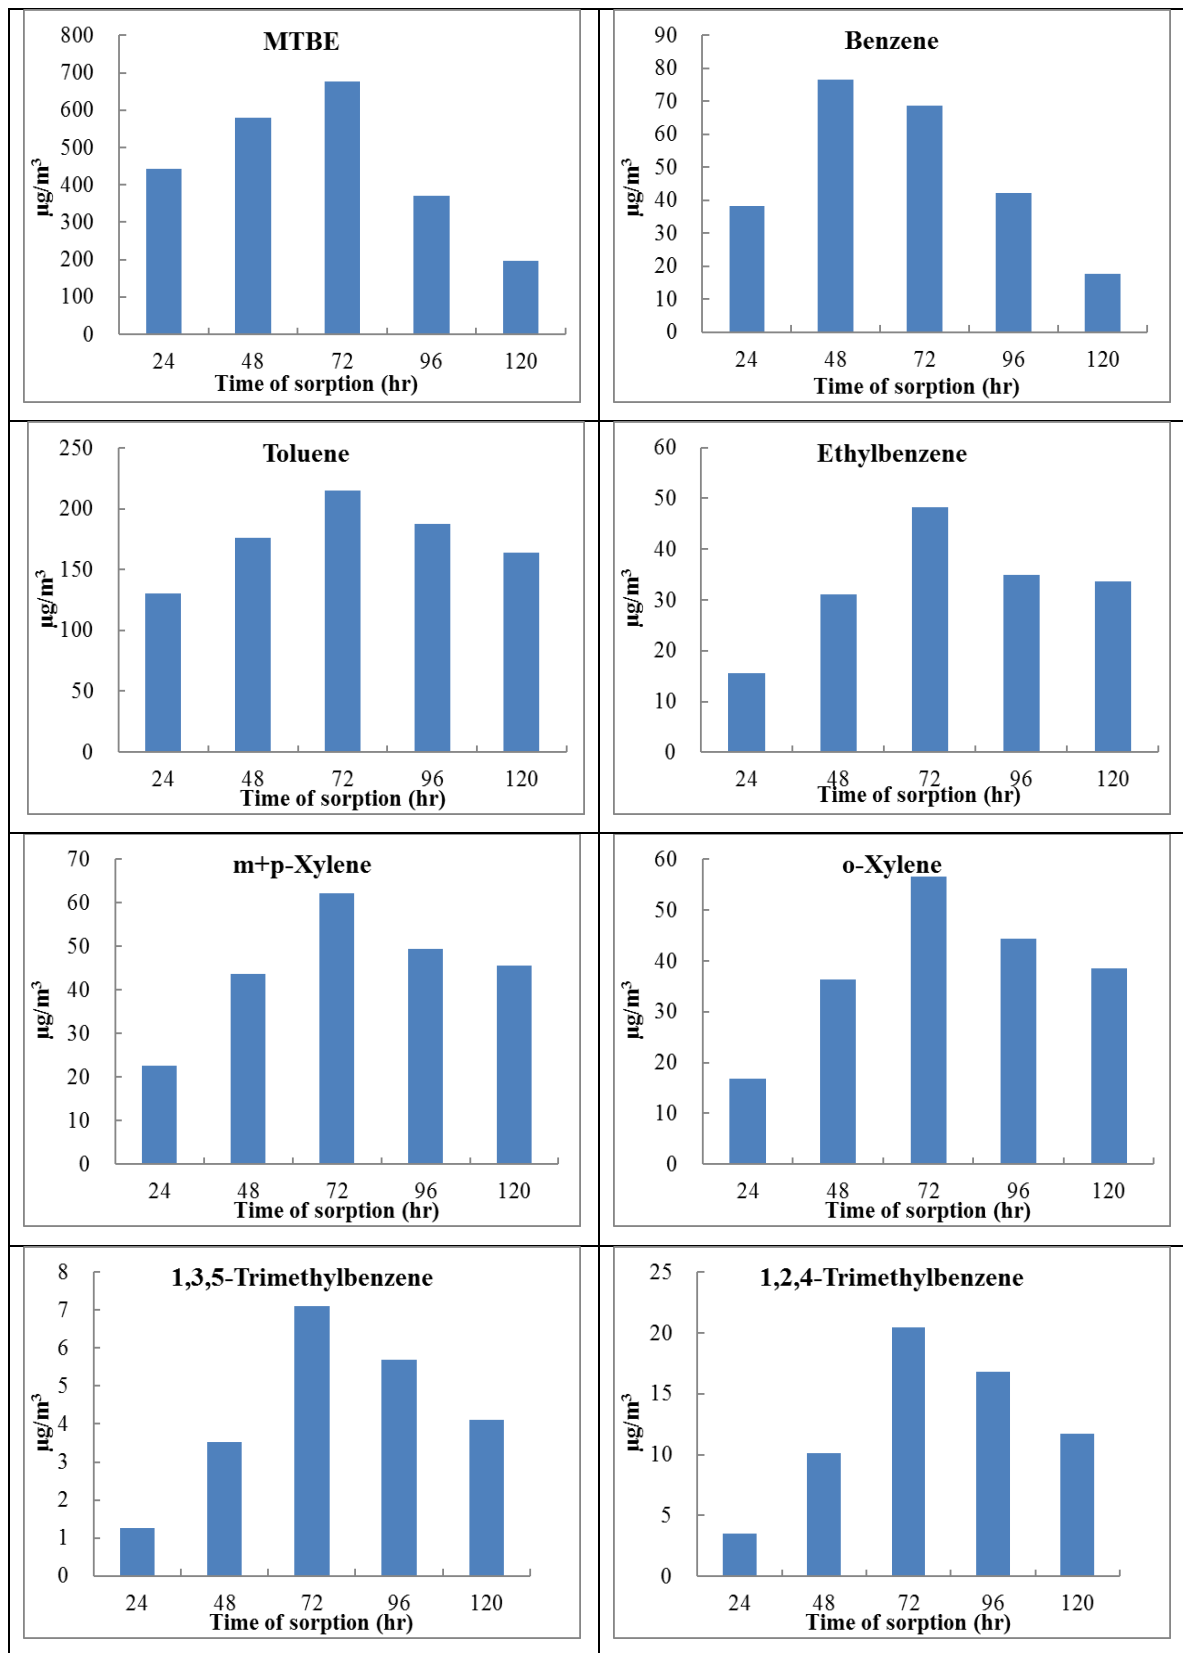 MTBE
800
700
600
500
400
300
200
100
0
µg/m³
24 48 72 96 120
Time of sorption (hr)
Benzene
90
80
70
60
50
40
30
20
10
0
µg/m³
24 48 72 96 120
Time of sorption (hr)
Toluene
250
200
150
100
50
0
µg/m³
24 48 72 96 120
Time of sorption (hr)
Ethylbenzene
60
50
40
30
20
10
0
µg/m³
24 48 72 96 120
Time of sorption (hr)
m+p-Xylene
70
60
50
40
30
20
10
0
µg/m³
24 48 72 96 120
Time of sorption (hr)
o-Xylene
60
50
40
30
20
10
0
µg/m³
24 48 72 96 120
Time of sorption (hr)
1,3,5-Trimethylbenzene
8
7
6
5
4
3
2
1
0
µg/m³
24 48 72 96 120
Time of sorption (hr)
1,2,4-Trimethylbenzene
25
20
15
10
5
0
µg/m³
24 48 72 96 120
Time of sorption (hr)